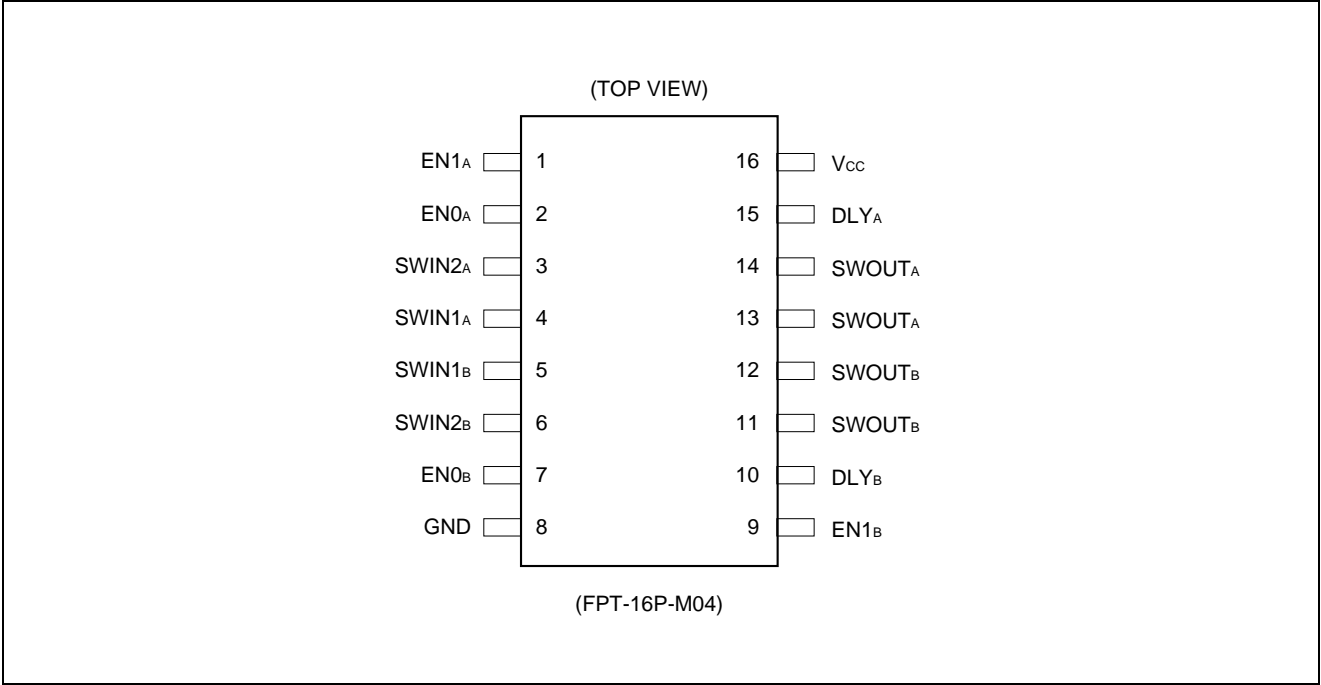 (TOP VIEW)
EN1A 1 16 VCC
EN0A 2 15 DLYA
SWIN2A 3 14 SWOUTA
SWIN1A 4 13 SWOUTA
SWIN1B 5 12 SWOUTB
SWIN2B 6 11 SWOUTB
EN0B 7 10 DLYB
GND 8 9 EN1B
(FPT-16P-M04)